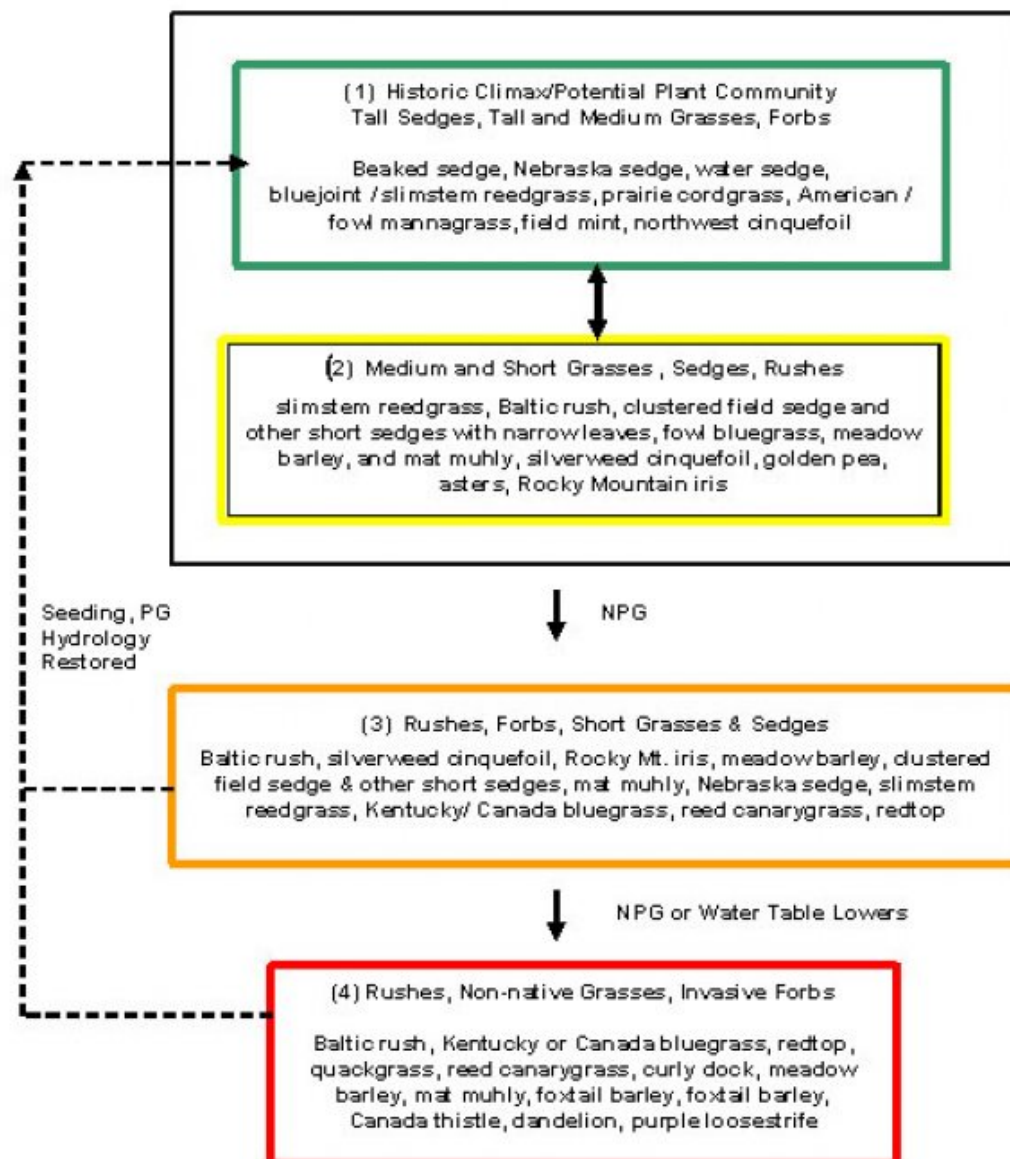 (1) Historic Climax/Potential Plant Community
Tall Sedges, Tall and Medium Grasses, Forbs
Beaked sedge, Nebraska sedge, water sedge,
bluejoint / slimstem reedgrass, prairie cordgrass, American /
fowl mannagrass, field mint, northwest cinquefoil
(2) Medium and Short Grasses , Sedges, Rushes
slimstem reedgrass, Baltic rush, clustered field sedge and
other short sedges with narrow leaves, fowl bluegrass, meadow
barley, and mat muhly, silverweed cinquefoil, golden pea,
asters, Rocky Mountain iris
Seeding, PG
Hydrology
Restored
NPG
(3) Rushes, Forbs, Short Grasses & Sedges
Baltic rush, silverweed cinquefoil, Rocky Mt. iris, meadow barley, clustered
field sedge & other short sedges, mat muhly, Nebraska sedge, slimstem
reedgrass, Kentucky/ Canada bluegrass, reed canarygrass, redtop
NPG or Water Table Lowers
(4) Rushes, Non-native Grasses, Invasive Forbs
Baltic rush, Kentucky or Canada bluegrass, redtop,
quackgrass, reed canarygrass, curly dock, meadow
barley, mat muhly, foxtail barley, foxtail barley,
Canada thistle, dandelion, purple loosestrife